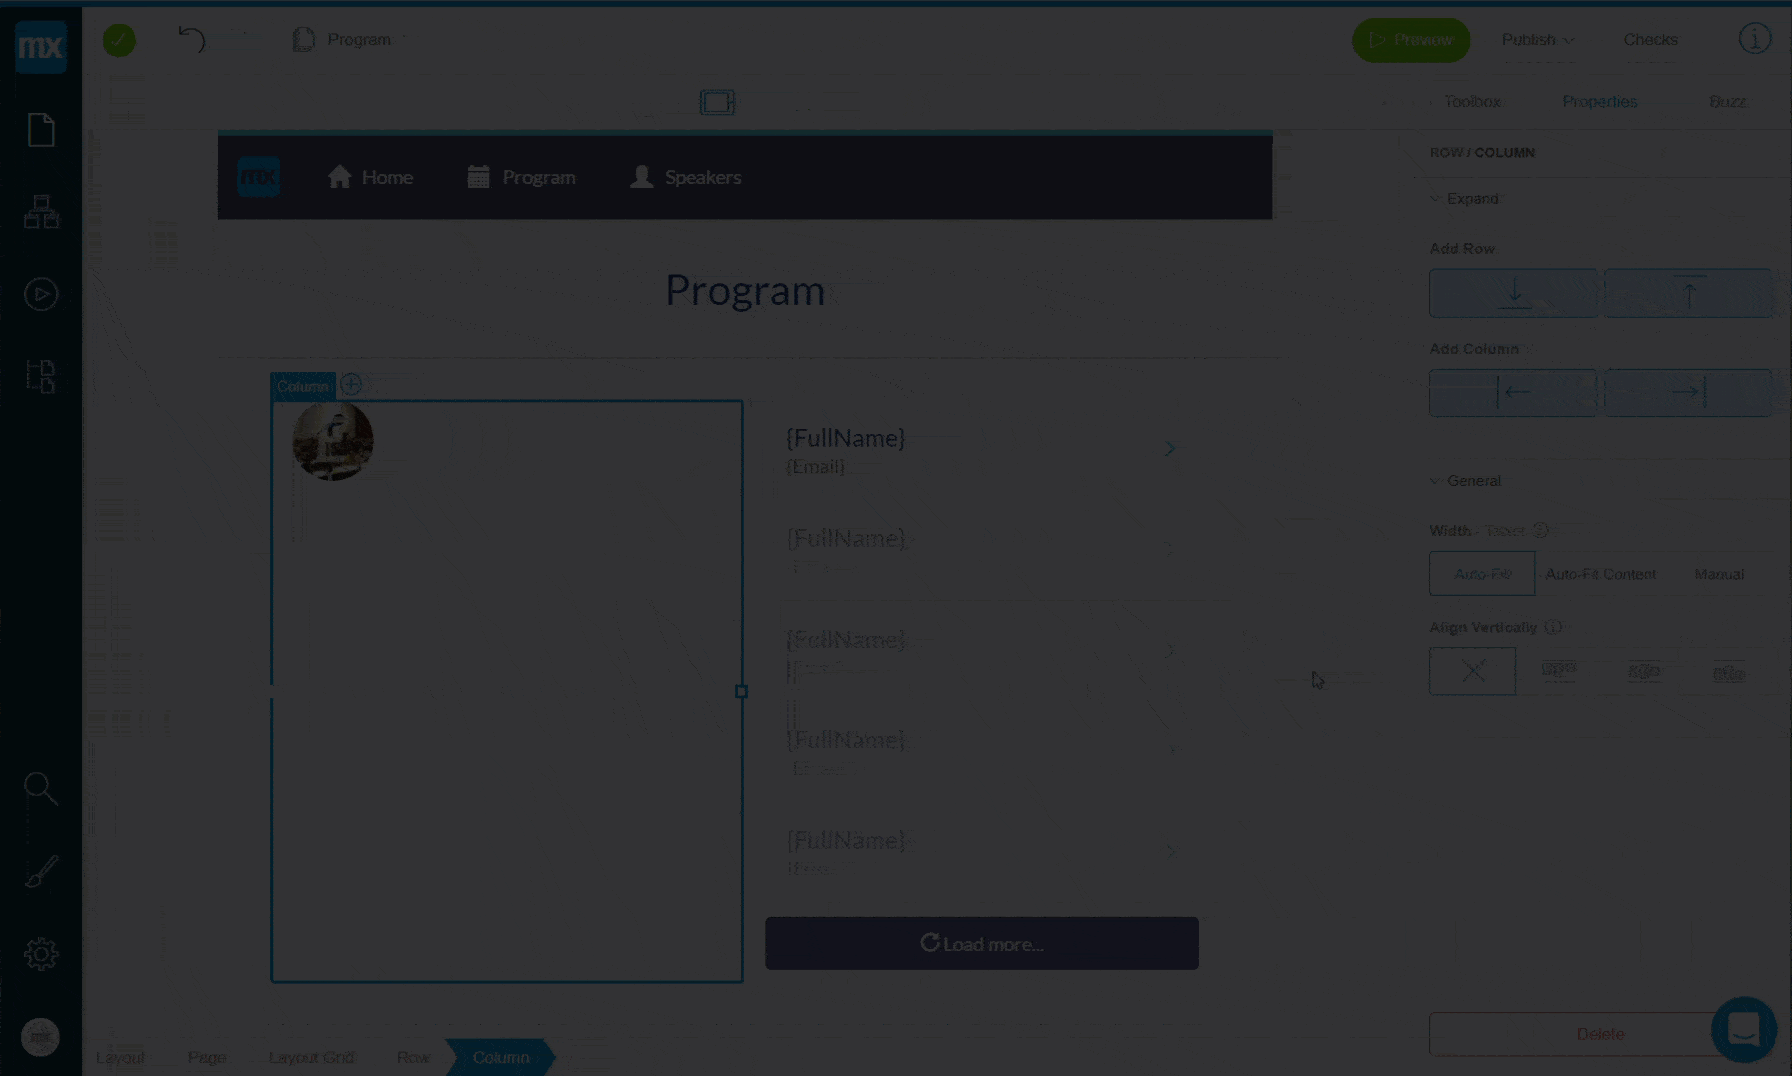 mx
Program
Preview
Publish
Checks
Toolbox
Properties
Buzz
mx
Home
Program
Speakers
ROW / COLUMN
Expand
Program
Add Row
Add Column
Column
{FullName}
{Email}
General
{FullName}
Width - Tablet
Auto-Fill
Auto-Fit Content
Manual
Align Vertically
{FullName}
{FullName}
{FullName}
Load more...
Delete
Layout
Page
Layout Grid
Row
Column